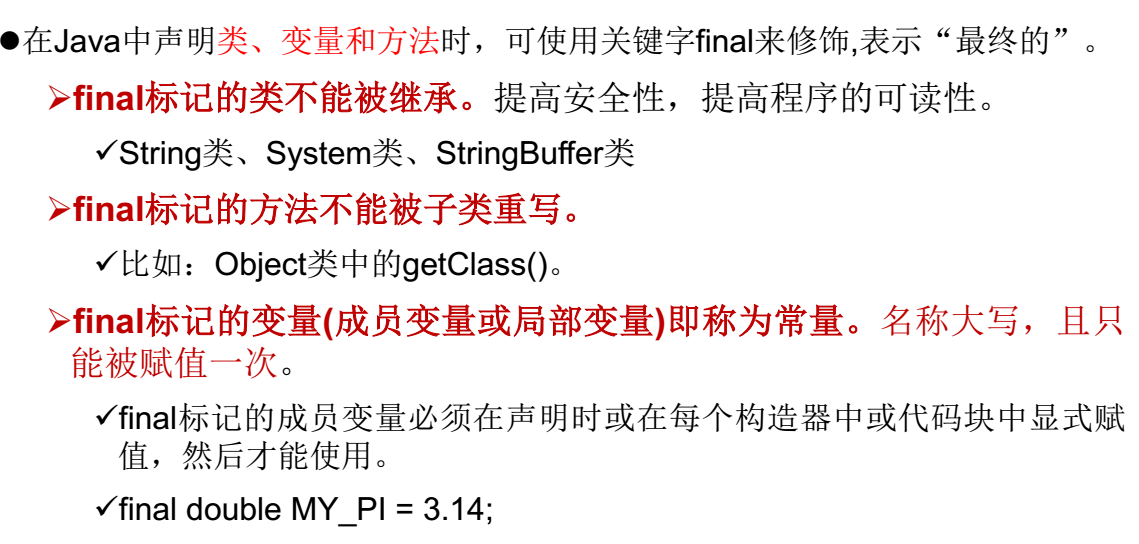 ●在Java中声明类、变量和方法时，可使用关键字final来修饰,表示“最终的”。
➢final标记的类不能被继承。提高安全性，提高程序的可读性。
✓String类、System类、StringBuffer类
➢final标记的方法不能被子类重写。
✓比如：Object类中的getClass()。
➢final标记的变量(成员变量或局部变量)即称为常量。名称大写，且只
能被赋值一次。
✓final标记的成员变量必须在声明时或在每个构造器中或代码块中显式赋
值，然后才能使用。
✓final double MY_PI = 3.14;